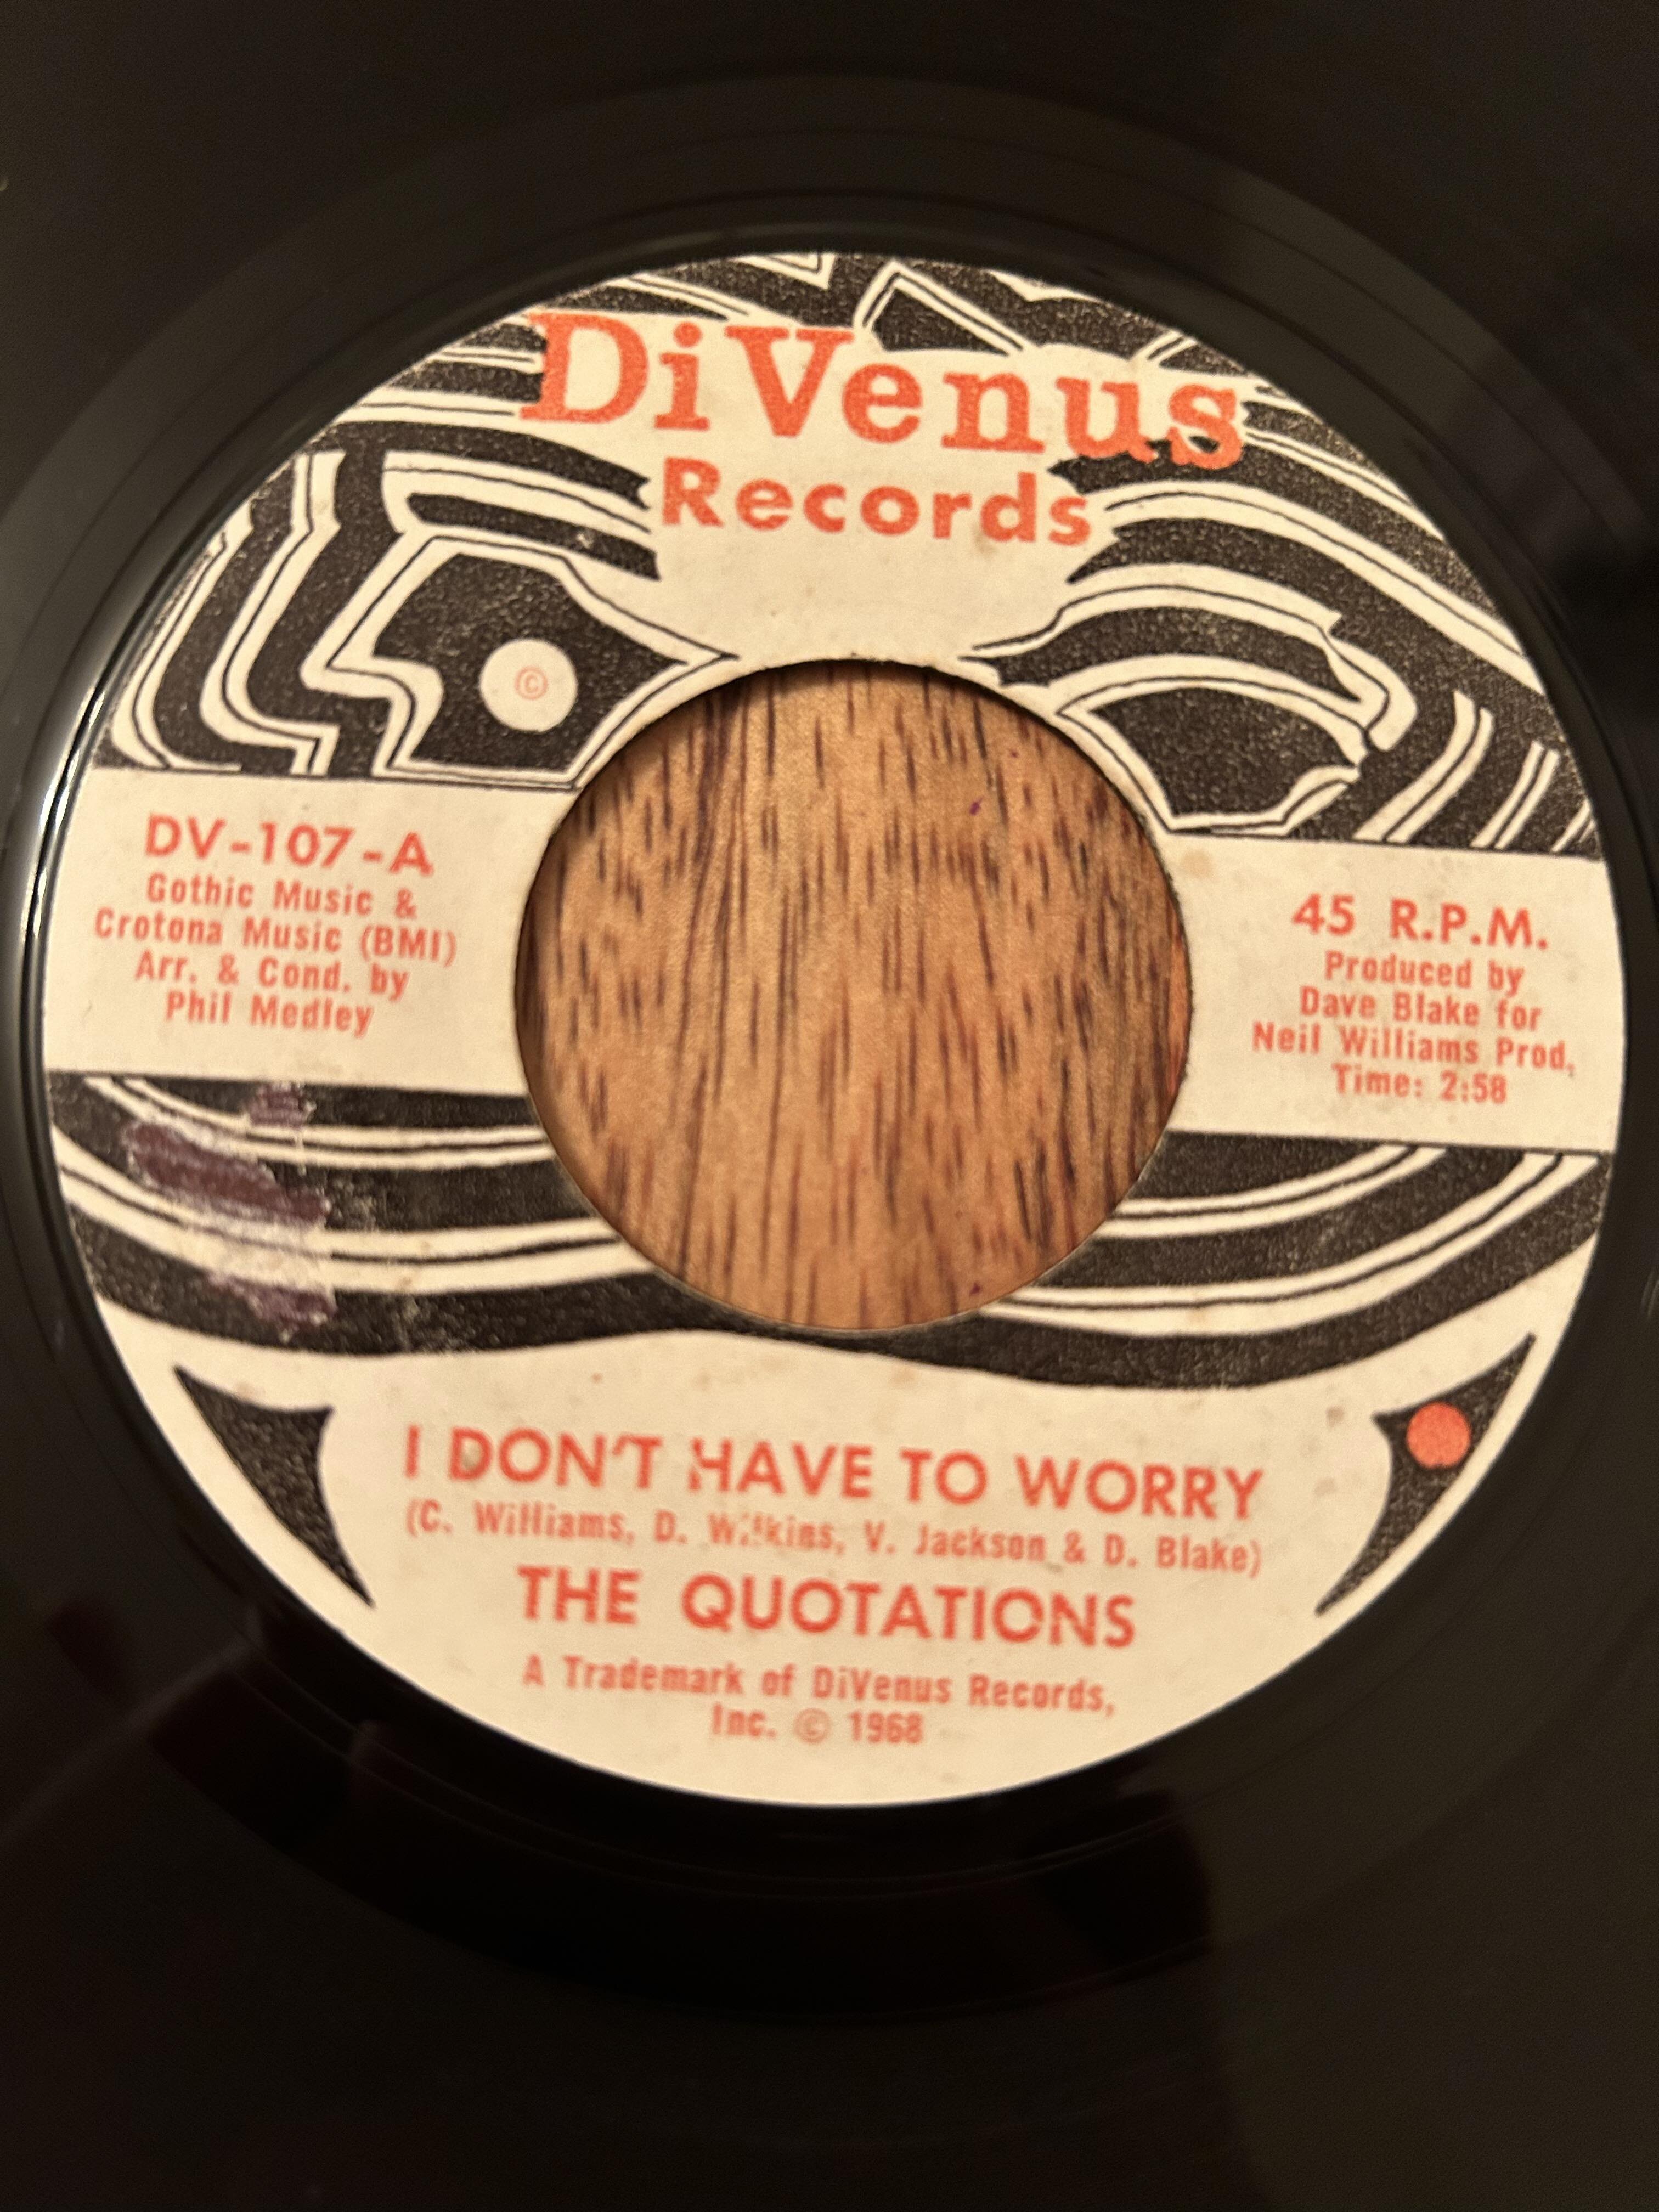 DiVenus
Records
©
DV-107-A
Gothic Music &
Crotona Music (BMI)
Arr. & Cond. by
Phil Medley
45 R.P.M.
Produced by
Dave Blake for
Neil Williams Prod.
Time: 2:58
I DON'T HAVE TO WORRY
(C. Williams, D. Wilkins, V. Jackson & D. Blake)
THE QUOTATIONS
A Trademark of DiVenus Records,
Inc. © 1968